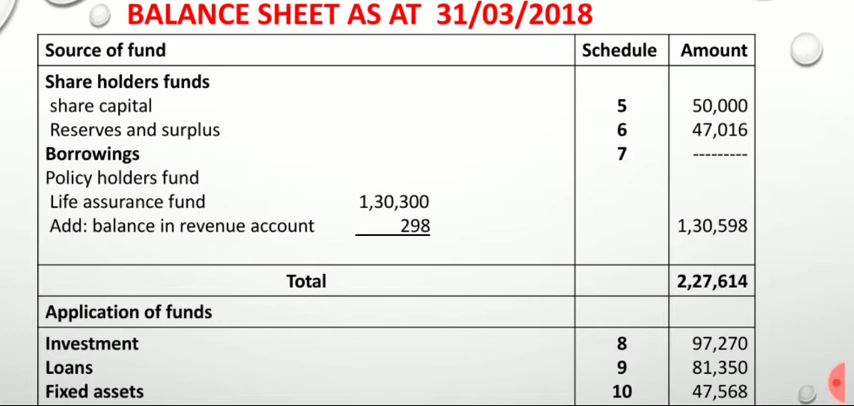 BALANCE SHEET AS AT 31/03/2018
Source of fund Schedule Amount
Share holders funds
share capital 5 50,000
Reserves and surplus 6 47,016
Borrowings 7 ---------
Policy holders fund
Life assurance fund 1,30,300
Add: balance in revenue account 298 1,30,598
Total 2,27,614
Application of funds
Investment 8 97,270
Loans 9 81,350
Fixed assets 10 47,568